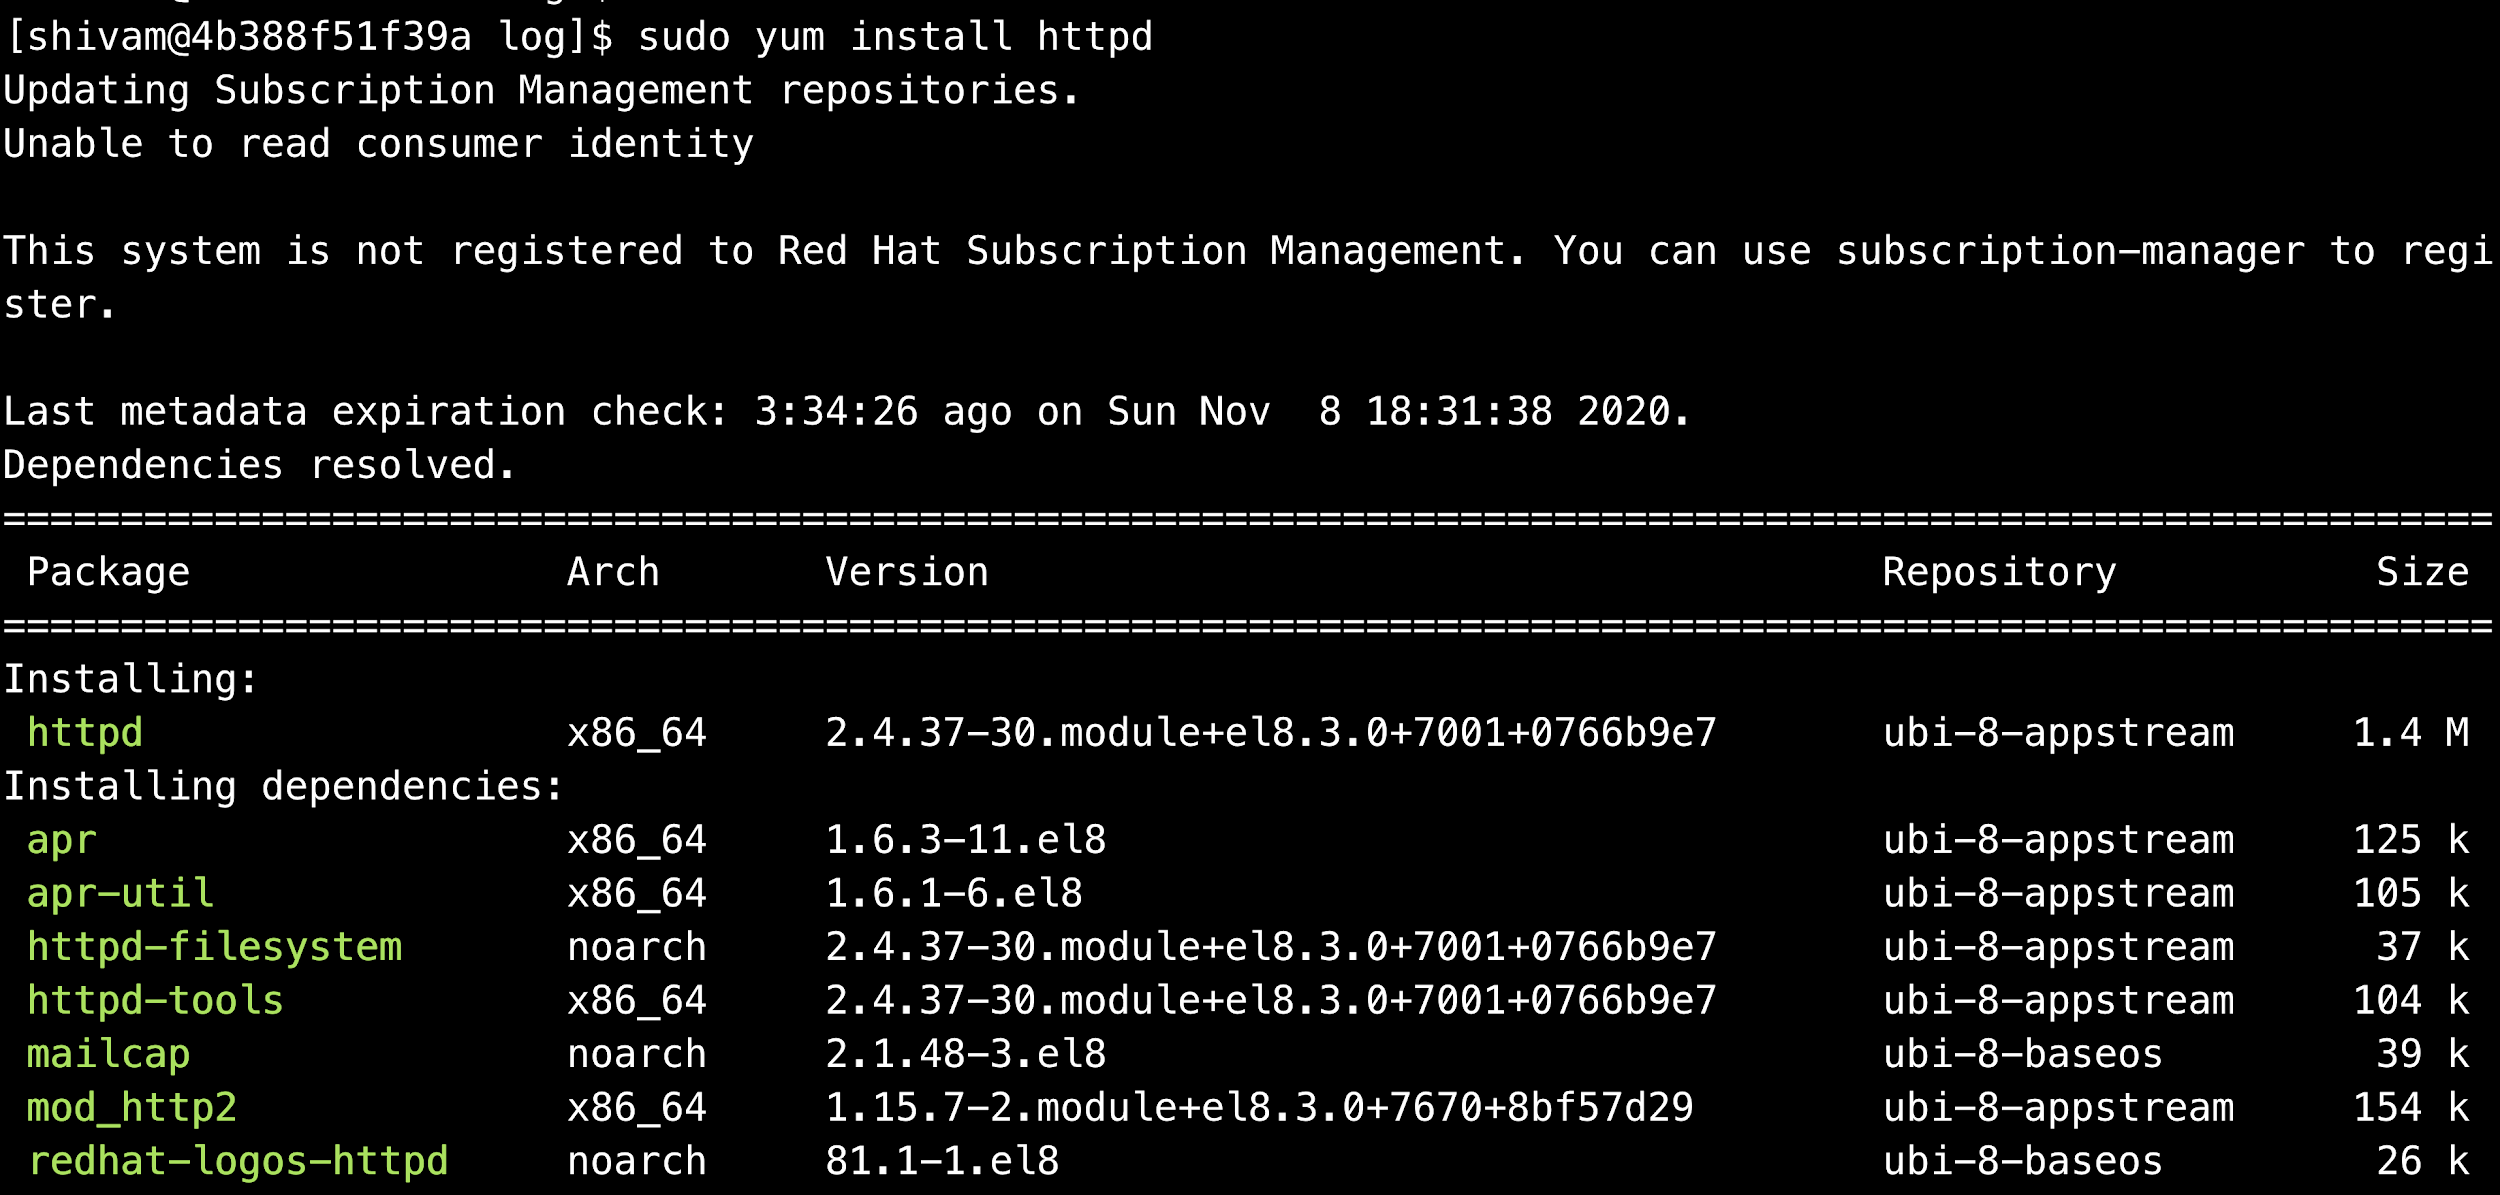 [shivam@4b388f51f39a log]$ sudo yum install httpd
Updating Subscription Management repositories.
Unable to read consumer identity
This system is not registered to Red Hat Subscription Management. You can use subscription-manager to regi
ster.
Last metadata expiration check: 3:34:26 ago on Sun Nov  8 18:31:38 2020.
Dependencies resolved.
==========================================================================================================
Package Arch Version Repository Size
==========================================================================================================
Installing:
httpd x86_64 2.4.37-30.module+el8.3.0+7001+0766b9e7 ubi-8-appstream 1.4 M
Installing dependencies:
apr x86_64 1.6.3-11.el8 ubi-8-appstream 125 k
apr-util x86_64 1.6.1-6.el8 ubi-8-appstream 105 k
httpd-filesystem noarch 2.4.37-30.module+el8.3.0+7001+0766b9e7 ubi-8-appstream 37 k
httpd-tools x86_64 2.4.37-30.module+el8.3.0+7001+0766b9e7 ubi-8-appstream 104 k
mailcap noarch 2.1.48-3.el8 ubi-8-baseos 39 k
mod_http2 x86_64 1.15.7-2.module+el8.3.0+7670+8bf57d29 ubi-8-appstream 154 k
redhat-logos-httpd noarch 81.1-1.el8 ubi-8-baseos 26 k